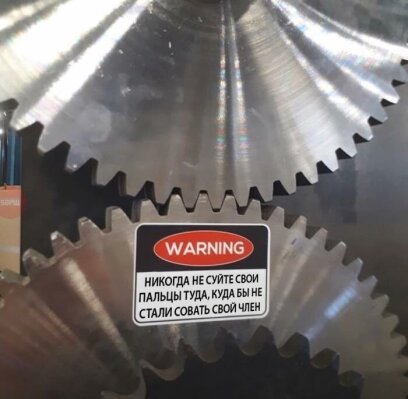 WARNING
НИКОГДА НЕ СУЙТЕ СВОИ
ПАЛЬЦЫ ТУДА, КУДА БЫ НЕ
СТАЛИ СОВАТЬ СВОЙ ЧЛЕН